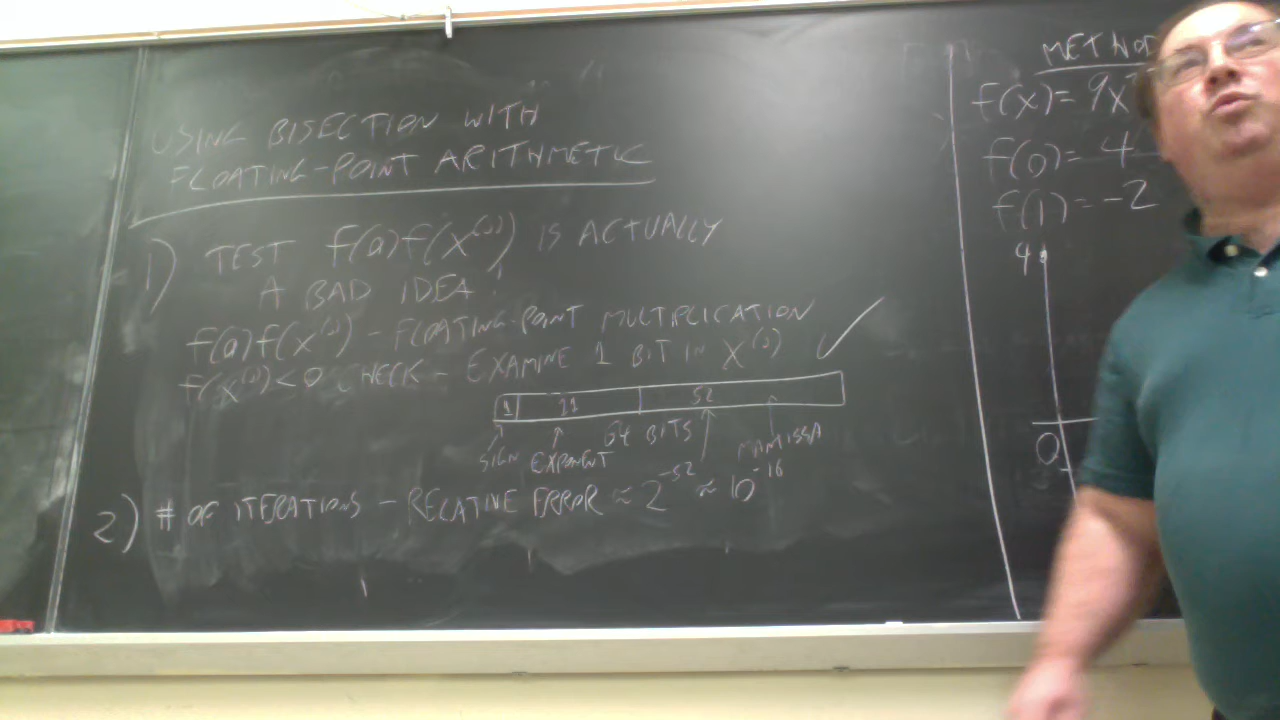 USING BISECTION WITH
FLOATING-POINT ARITHMETIC
1) TEST f(a)f(x⁽ʲ⁾) IS ACTUALLY
A BAD IDEA!
f(a)f(x⁽ʲ⁾) - FLOATING-POINT MULTIPLICATION
f(x⁽ʲ⁾)<0 CHECK - EXAMINE 1 BIT IN X⁽ʲ⁾ ✓
1 11 52
SIGN EXPONENT 64 BITS MANTISSA
2) # OF ITERATIONS - RELATIVE ERROR ≈ 2⁻⁵² ≈ 10⁻¹⁶
METHOD
f(x)= 9x
f(0)= 4
f(1)= -2
4
0